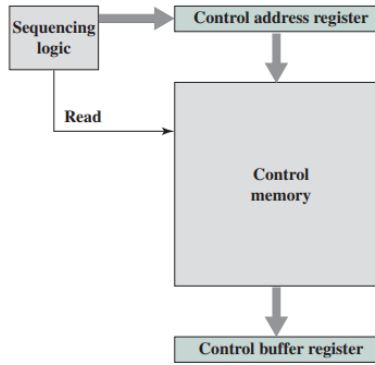 Sequencing
logic
Control address register
Read
Control
memory
Control buffer register